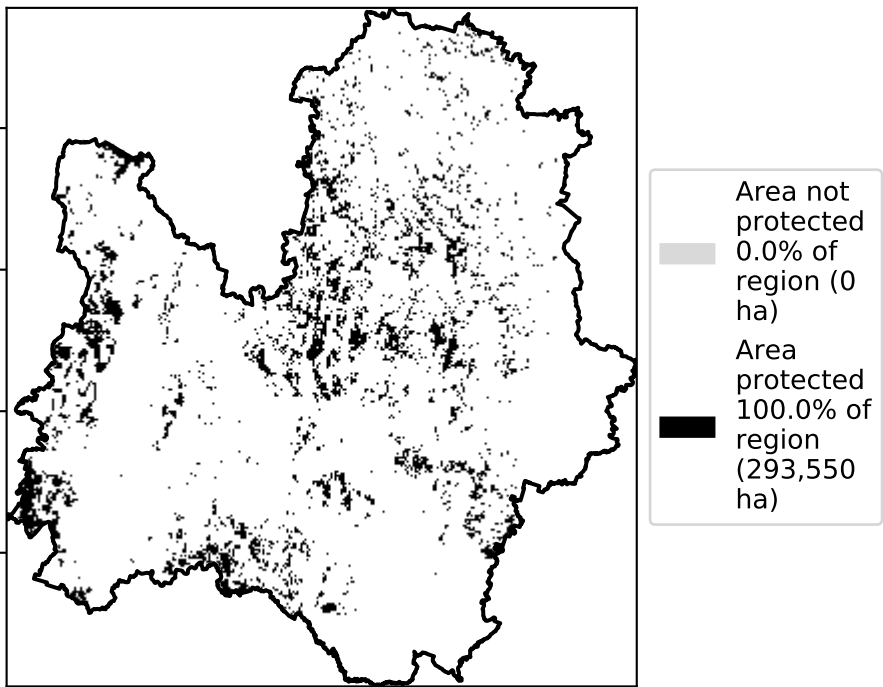 Area not
protected
0.0% of
region (0
ha)
Area
protected
100.0% of
region
(293,550
ha)